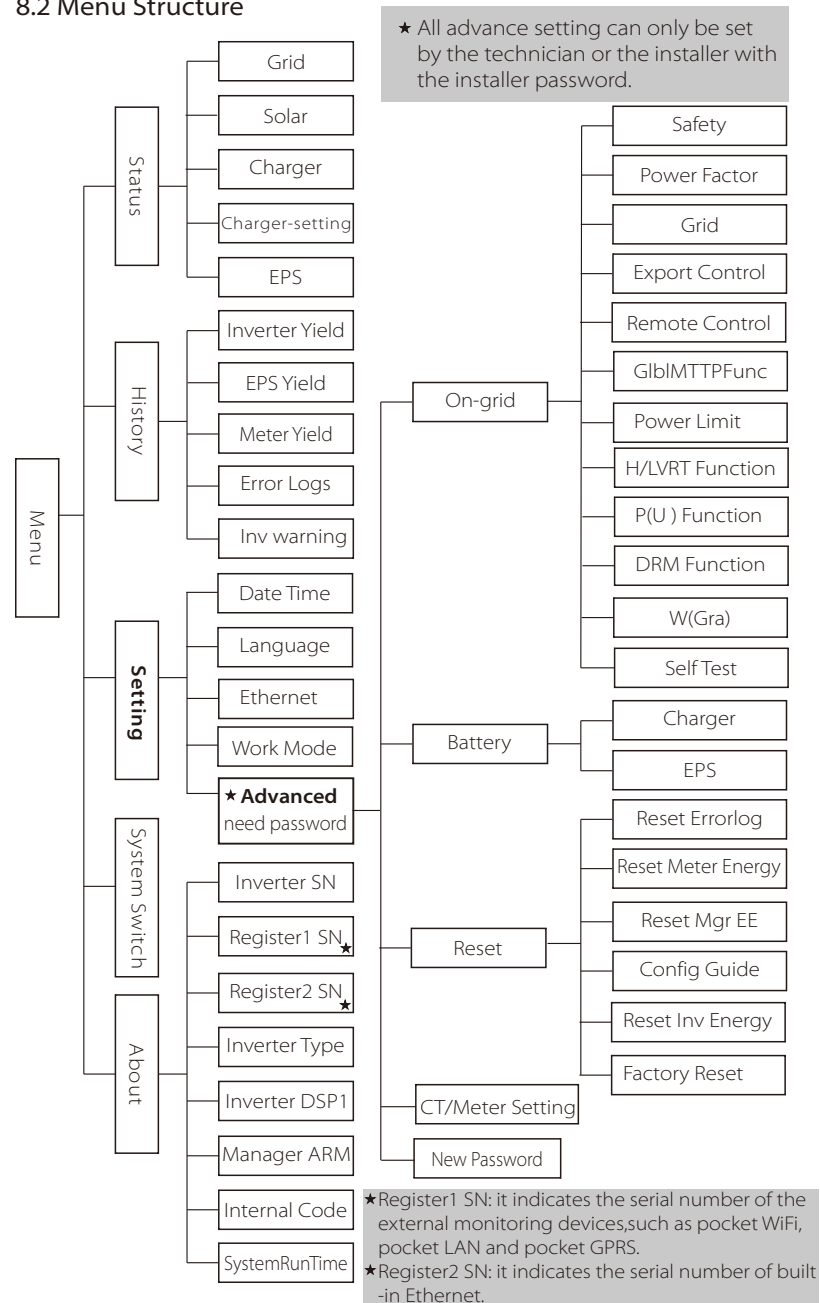 8.2 Menu Structure
★ All advance setting can only be set
by the technician or the installer with
the installer password.
Menu
Status
Grid
Solar
Charger
Charger-setting
EPS
History
Inverter Yield
EPS Yield
Meter Yield
Error Logs
Inv warning
Setting
Date Time
Language
Ethernet
Work Mode
★ Advanced
need password
On-grid
Safety
Power Factor
Grid
Export Control
Remote Control
GlblMTTPFunc
Power Limit
H/LVRT Function
P(U ) Function
DRM Function
W(Gra)
Self Test
Battery
Charger
EPS
Reset
Reset Errorlog
Reset Meter Energy
Reset Mgr EE
Config Guide
Reset Inv Energy
Factory Reset
CT/Meter Setting
New Password
System Switch
About
Inverter SN
Register1 SN★
Register2 SN★
Inverter Type
Inverter DSP1
Manager ARM
Internal Code
SystemRunTime
★Register1 SN: it indicates the serial number of the
external monitoring devices,such as pocket WiFi,
pocket LAN and pocket GPRS.
★Register2 SN: it indicates the serial number of built
-in Ethernet.